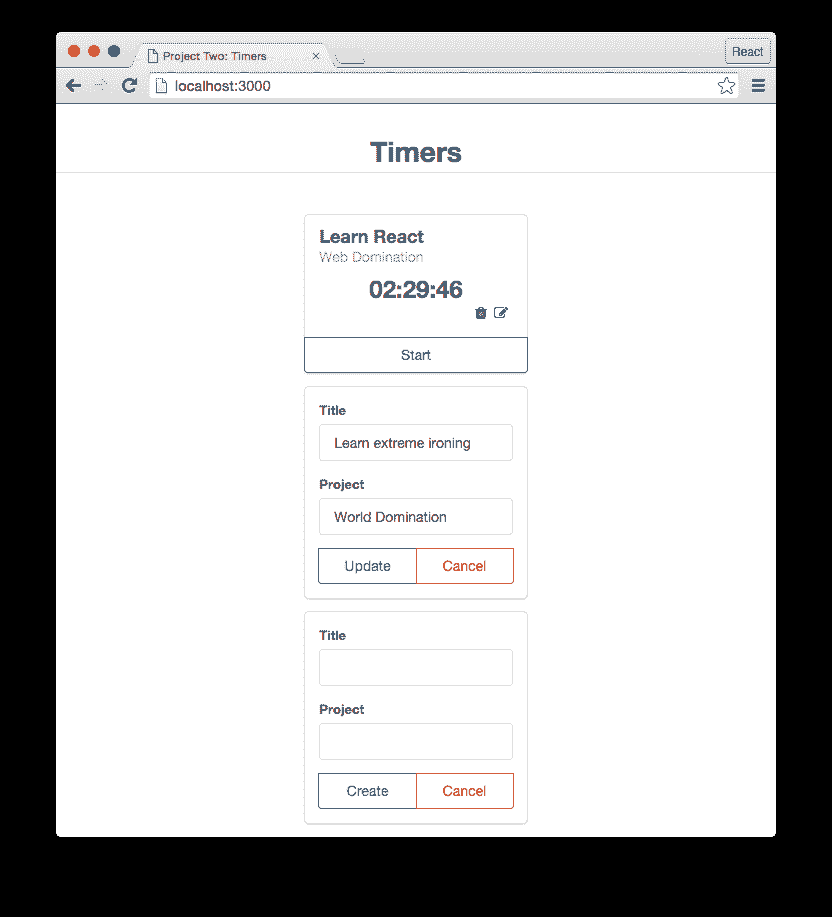 Project Two: Timers
React
localhost:3000
Timers
Learn React
Web Domination
02:29:46
Start
Title
Learn extreme ironing
Project
World Domination
Update Cancel
Title
Project
Create Cancel